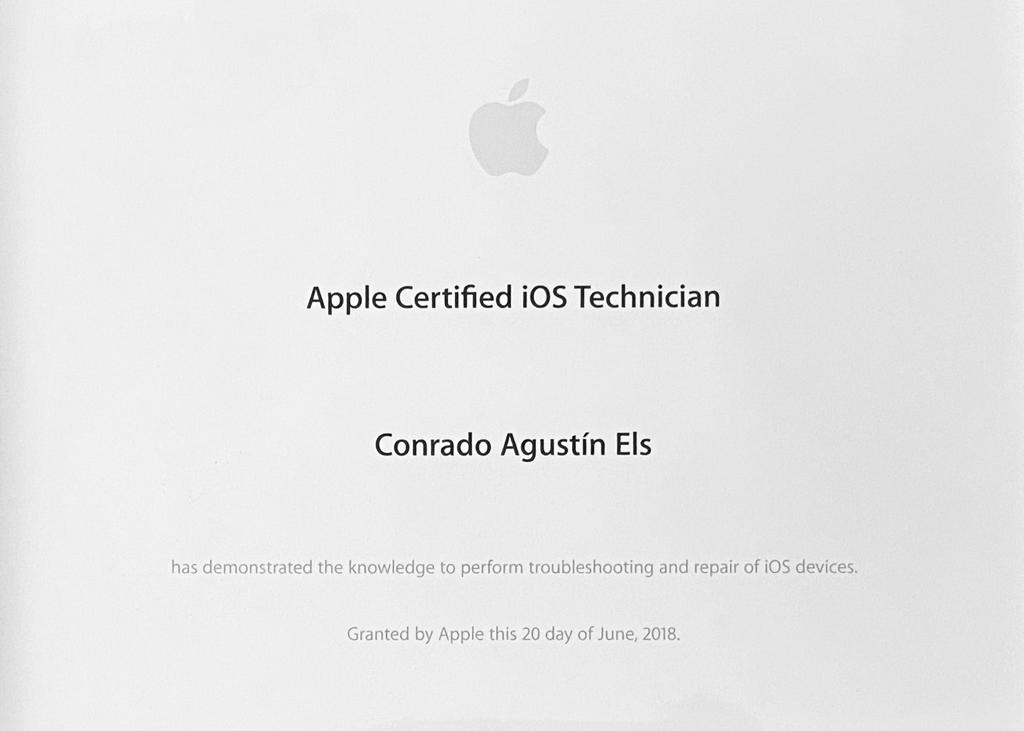 Apple Certified iOS Technician
Conrado Agustín Els
has demonstrated the knowledge to perform troubleshooting and repair of iOS devices.
Granted by Apple this 20 day of June, 2018.